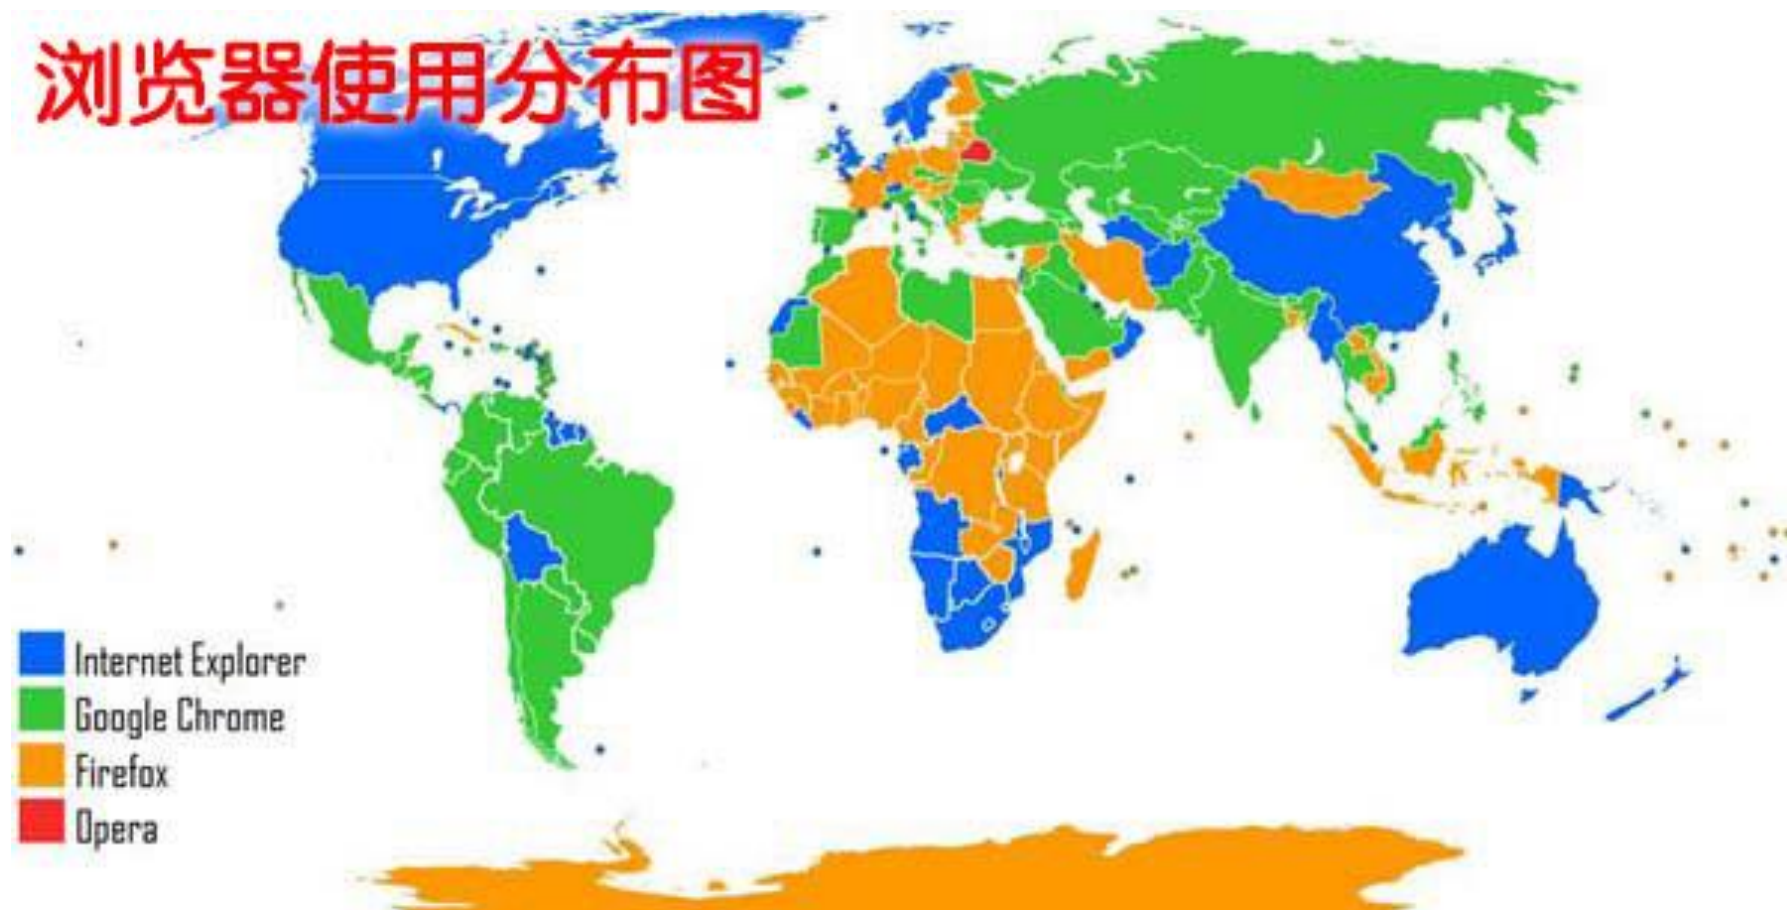 浏览器使用分布图
Internet Explorer
Google Chrome
Firefox
Opera